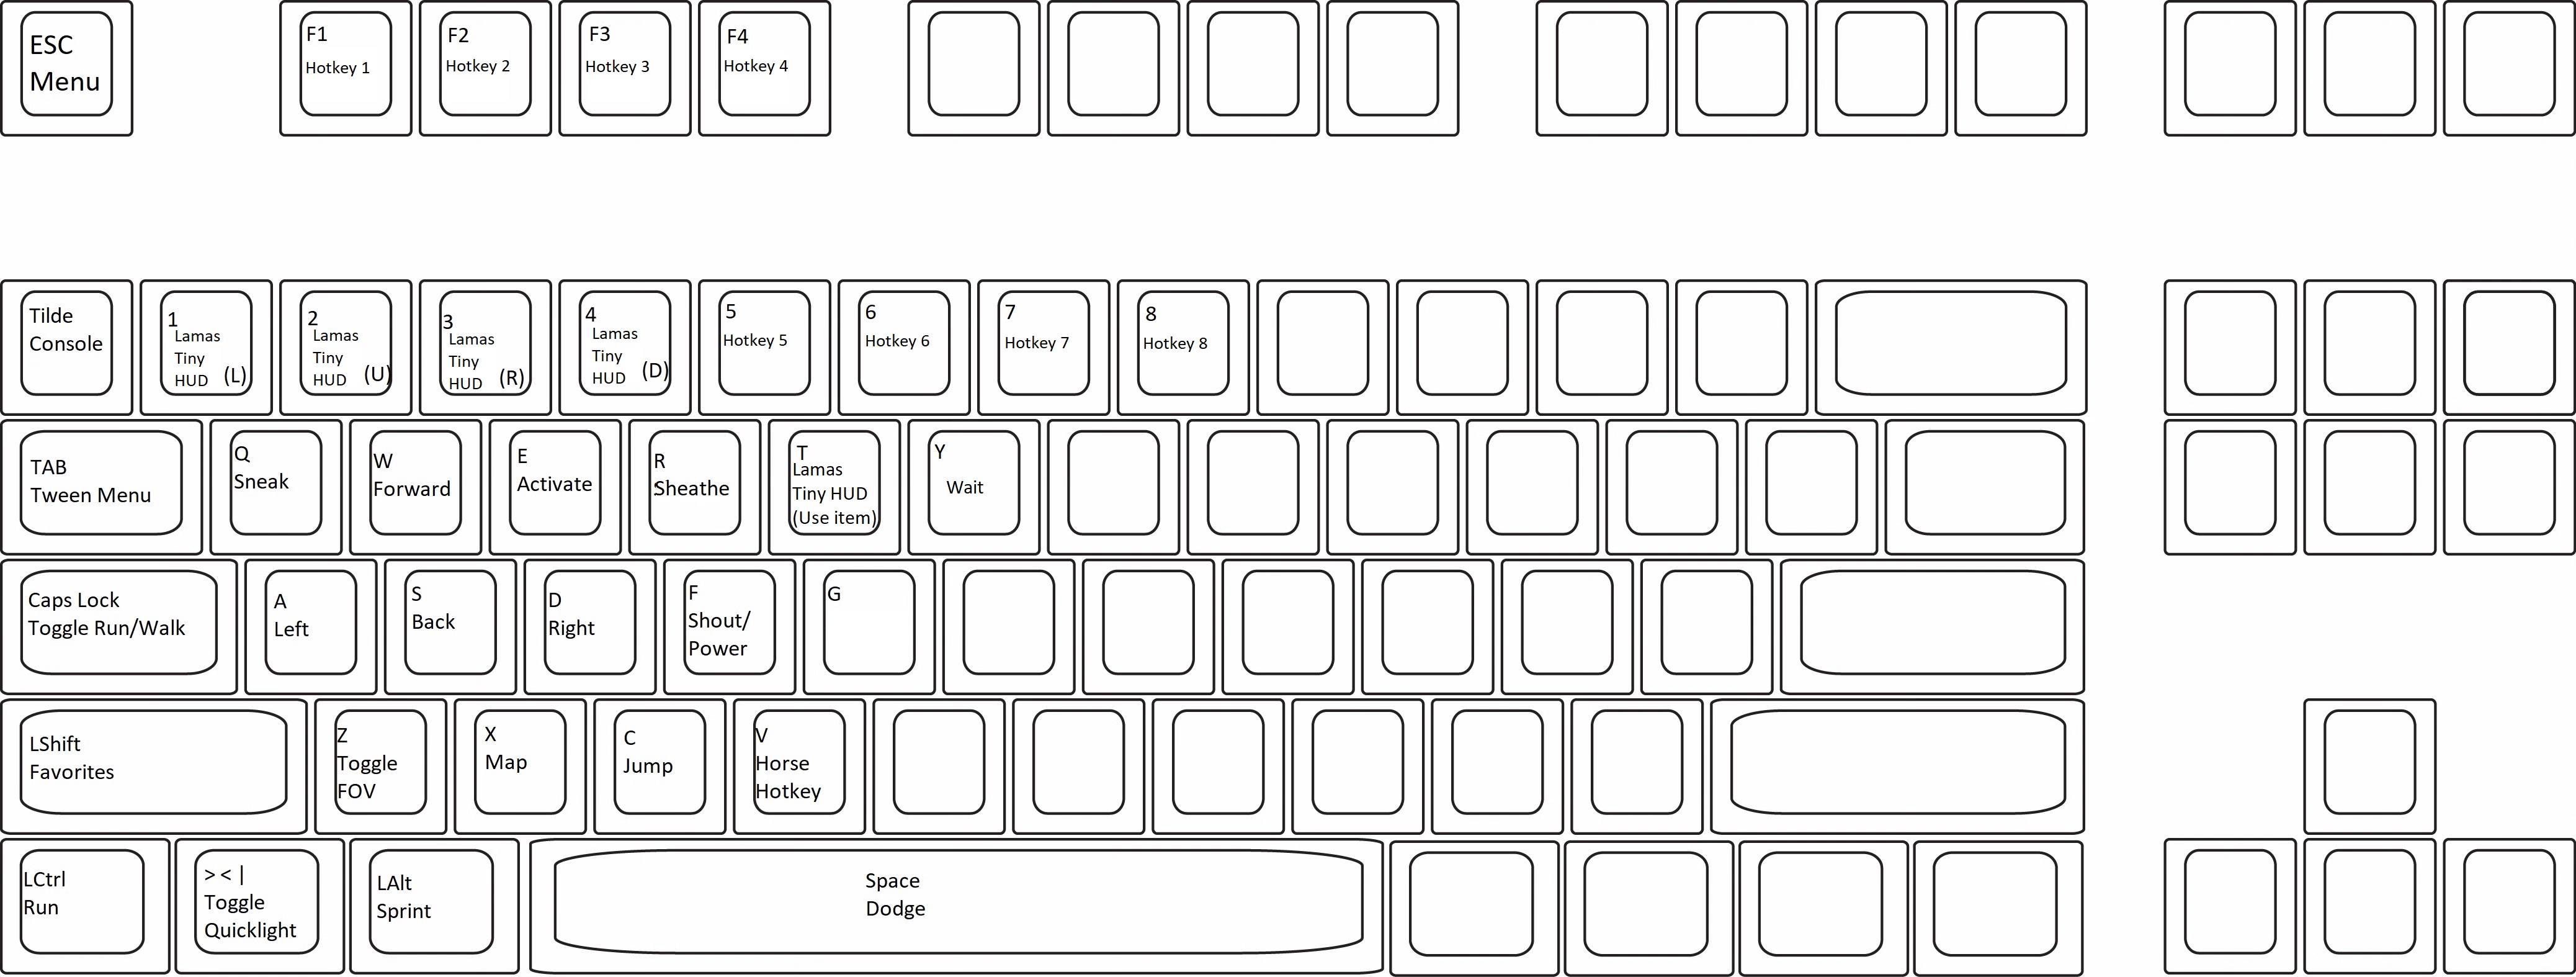 ESC
Menu
F1
Hotkey 1
F2
Hotkey 2
F3
Hotkey 3
F4
Hotkey 4
Tilde
Console
1
Lamas
Tiny
HUD (L)
2
Lamas
Tiny
HUD (U)
3
Lamas
Tiny
HUD (R)
4
Lamas
Tiny
HUD (D)
5
Hotkey 5
6
Hotkey 6
7
Hotkey 7
8
Hotkey 8
TAB
Tween Menu
Q
Sneak
W
Forward
E
Activate
R
Sheathe
T
Lamas
Tiny HUD
(Use item)
Y
Wait
Caps Lock
Toggle Run/Walk
A
Left
S
Back
D
Right
F
Shout/
Power
G
LShift
Favorites
Z
Toggle
FOV
X
Map
C
Jump
V
Horse
Hotkey
LCtrl
Run
> < |
Toggle
Quicklight
LAlt
Sprint
Space
Dodge